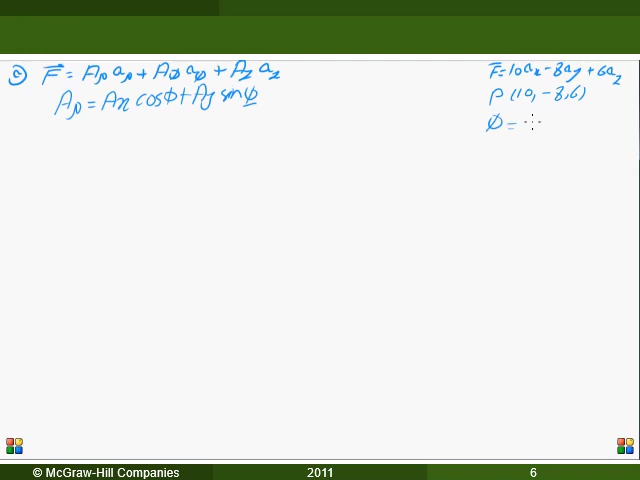 (a) F̄ = Aρ aρ + Aϕ aϕ + Az az
Aρ = Ax cosϕ + Ay sinϕ
F̄ = 10ax - 8ay + 6az
P(10, -8, 6)
ϕ =
© McGraw-Hill Companies 2011 6